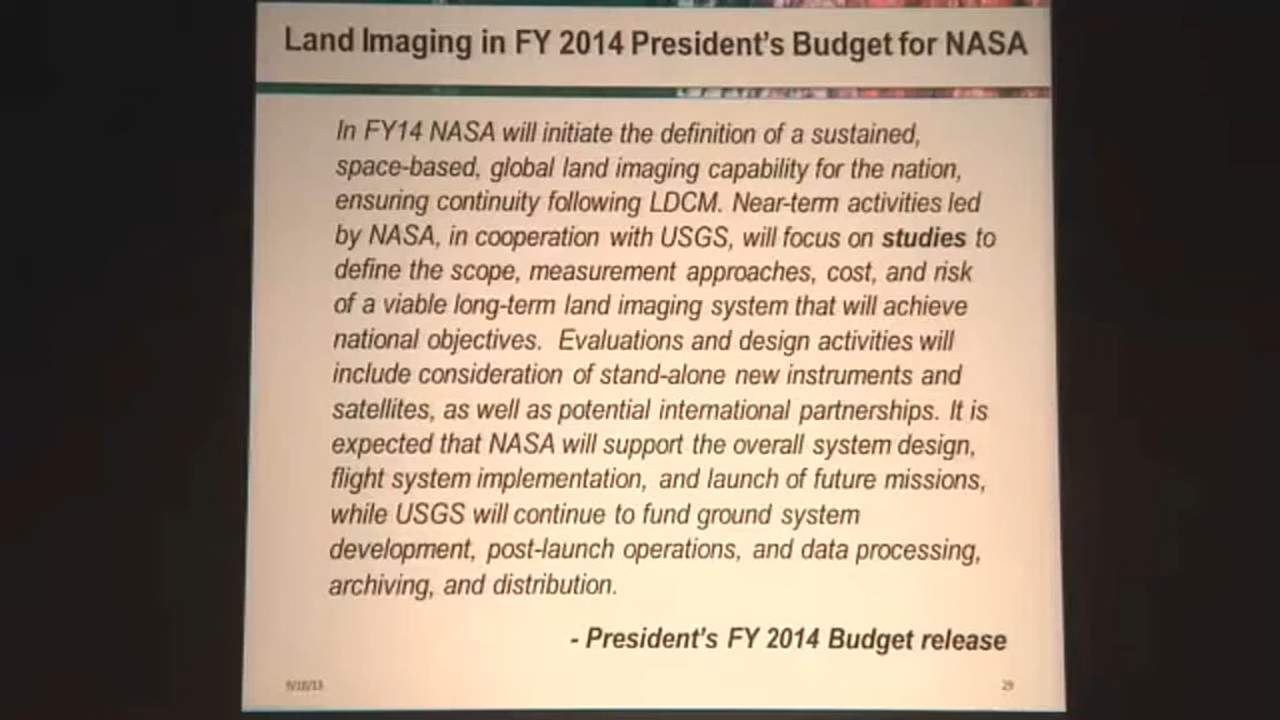 Land Imaging in FY 2014 President's Budget for NASA
In FY14 NASA will initiate the definition of a sustained,
space-based, global land imaging capability for the nation,
ensuring continuity following LDCM. Near-term activities led
by NASA, in cooperation with USGS, will focus on studies to
define the scope, measurement approaches, cost, and risk
of a viable long-term land imaging system that will achieve
national objectives. Evaluations and design activities will
include consideration of stand-alone new instruments and
satellites, as well as potential international partnerships. It is
expected that NASA will support the overall system design,
flight system implementation, and launch of future missions,
while USGS will continue to fund ground system
development, post-launch operations, and data processing,
archiving, and distribution.
- President's FY 2014 Budget release
9/18/13
29